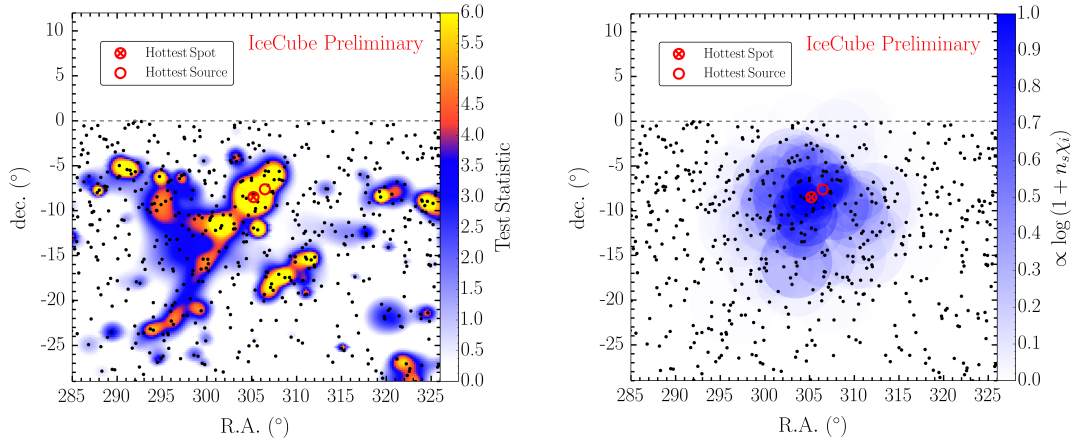 IceCube Preliminary
Hottest Spot
Hottest Source
10
5
0
-5
-10
-15
-20
-25
dec. (°)
285 290 295 300 305 310 315 320 325
R.A. (°)
6.0
5.5
5.0
4.5
4.0
3.5
3.0
2.5
2.0
1.5
1.0
0.5
0.0
Test Statistic
IceCube Preliminary
Hottest Spot
Hottest Source
10
5
0
-5
-10
-15
-20
-25
dec. (°)
285 290 295 300 305 310 315 320 325
R.A. (°)
1.0
0.9
0.8
0.7
0.6
0.5
0.4
0.3
0.2
0.1
0.0
∝ log (1 + nₛχᵢ)